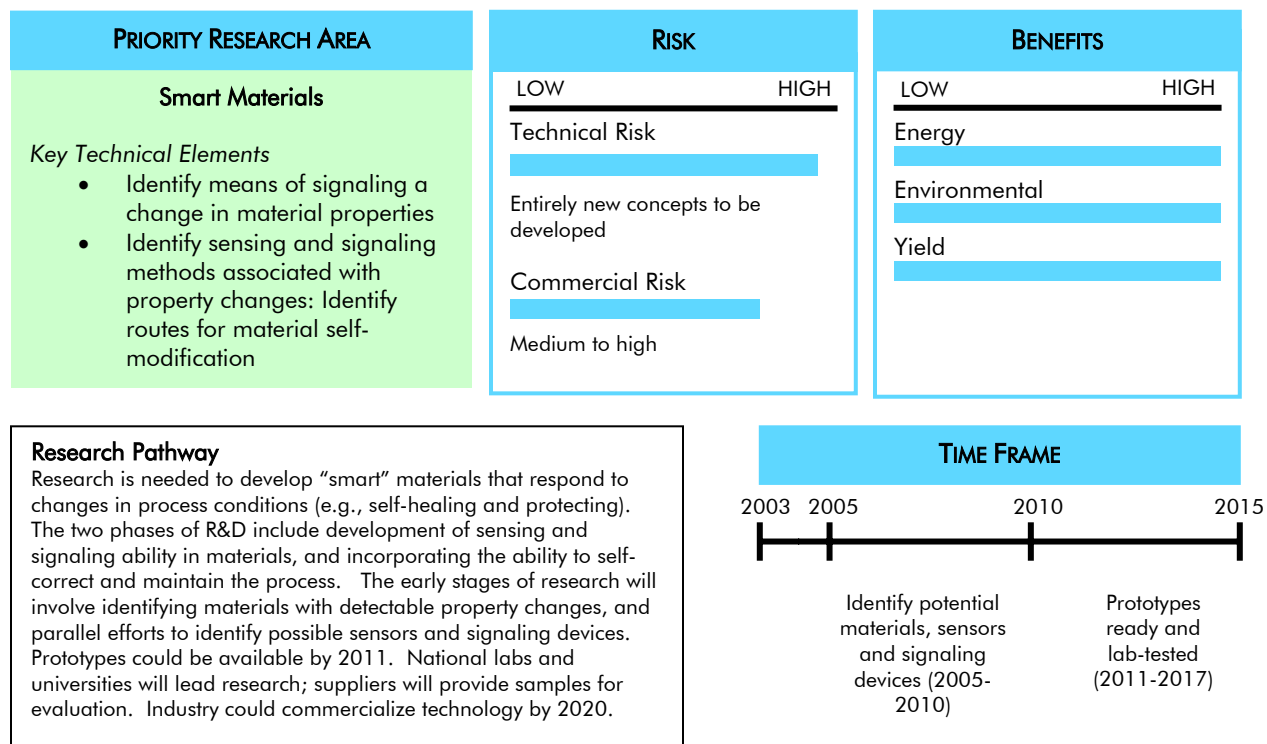 PRIORITY RESEARCH AREA
Smart Materials
Key Technical Elements
• Identify means of signaling a
change in material properties
• Identify sensing and signaling
methods associated with
property changes: Identify
routes for material self-
modification
RISK
LOW HIGH
Technical Risk
Entirely new concepts to be
developed
Commercial Risk
Medium to high
BENEFITS
LOW HIGH
Energy
Environmental
Yield
Research Pathway
Research is needed to develop “smart” materials that respond to
changes in process conditions (e.g., self-healing and protecting).
The two phases of R&D include development of sensing and
signaling ability in materials, and incorporating the ability to self-
correct and maintain the process. The early stages of research will
involve identifying materials with detectable property changes, and
parallel efforts to identify possible sensors and signaling devices.
Prototypes could be available by 2011. National labs and
universities will lead research; suppliers will provide samples for
evaluation. Industry could commercialize technology by 2020.
TIME FRAME
2003 2005 2010 2015
Identify potential
materials, sensors
and signaling
devices (2005-
2010)
Prototypes
ready and
lab-tested
(2011-2017)